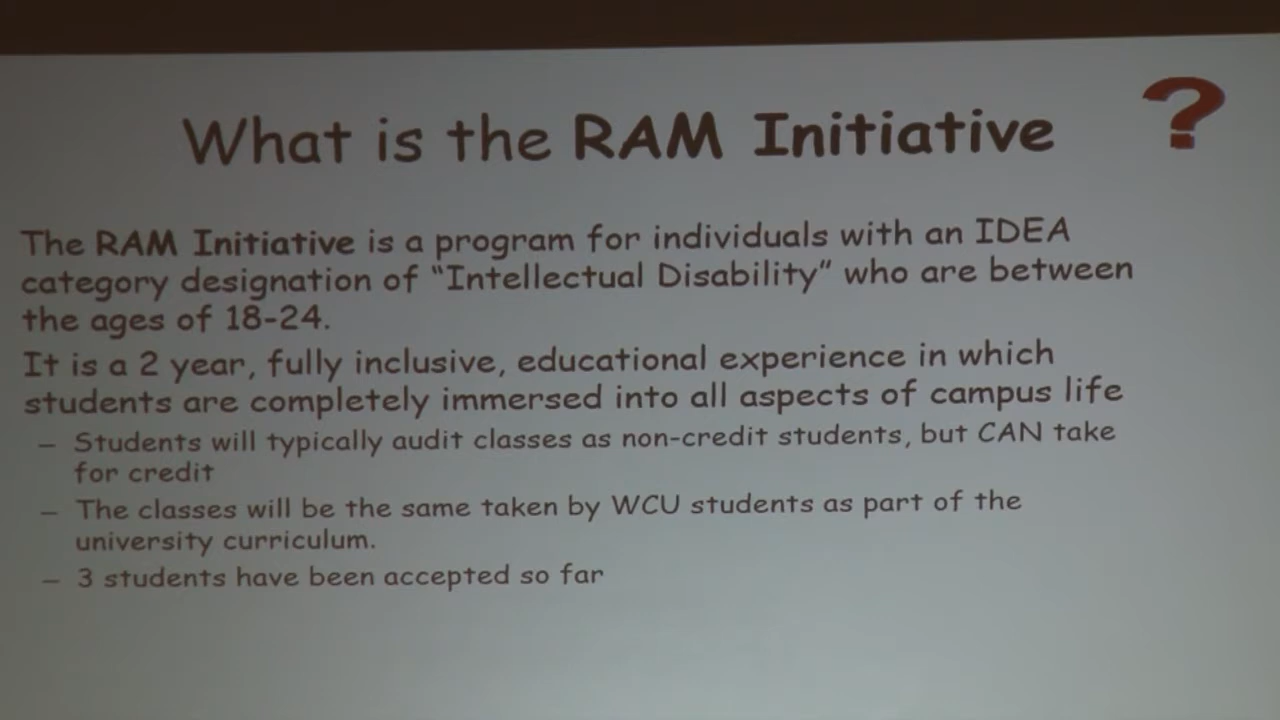 What is the RAM Initiative ?
The RAM Initiative is a program for individuals with an IDEA
category designation of “Intellectual Disability” who are between
the ages of 18-24.
It is a 2 year, fully inclusive, educational experience in which
students are completely immersed into all aspects of campus life
– Students will typically audit classes as non-credit students, but CAN take
for credit
– The classes will be the same taken by WCU students as part of the
university curriculum.
– 3 students have been accepted so far